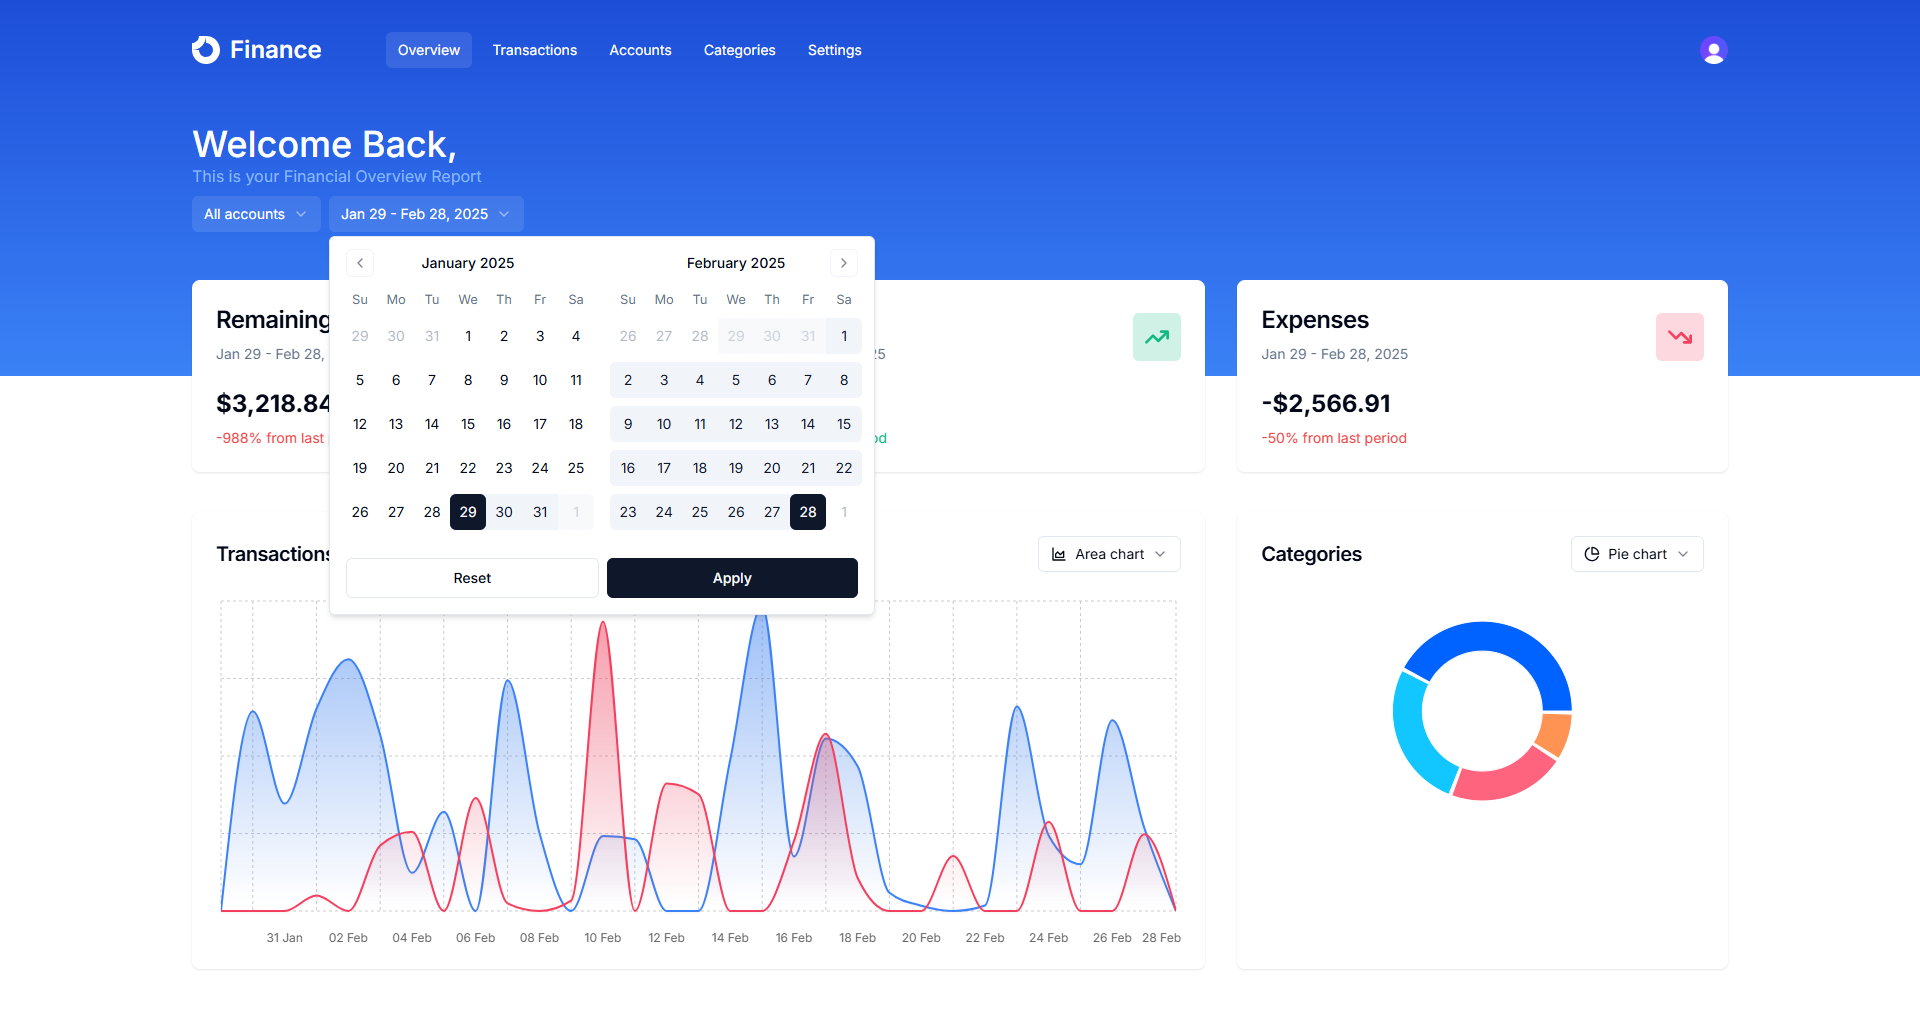 Finance
Overview
Transactions
Accounts
Categories
Settings
Welcome Back,
This is your Financial Overview Report
All accounts
Jan 29 - Feb 28, 2025
January 2025
February 2025
Su Mo Tu We Th Fr Sa
29 30 31 1 2 3 4
5 6 7 8 9 10 11
12 13 14 15 16 17 18
19 20 21 22 23 24 25
26 27 28 29 30 31 1
Su Mo Tu We Th Fr Sa
26 27 28 29 30 31 1
2 3 4 5 6 7 8
9 10 11 12 13 14 15
16 17 18 19 20 21 22
23 24 25 26 27 28 1
Reset
Apply
Remaining
Jan 29 - Feb 28,
$3,218.84
-988% from last
Expenses
Jan 29 - Feb 28, 2025
-$2,566.91
-50% from last period
Transactions
Area chart
31 Jan 02 Feb 04 Feb 06 Feb 08 Feb 10 Feb 12 Feb 14 Feb 16 Feb 18 Feb 20 Feb 22 Feb 24 Feb 26 Feb 28 Feb
Categories
Pie chart